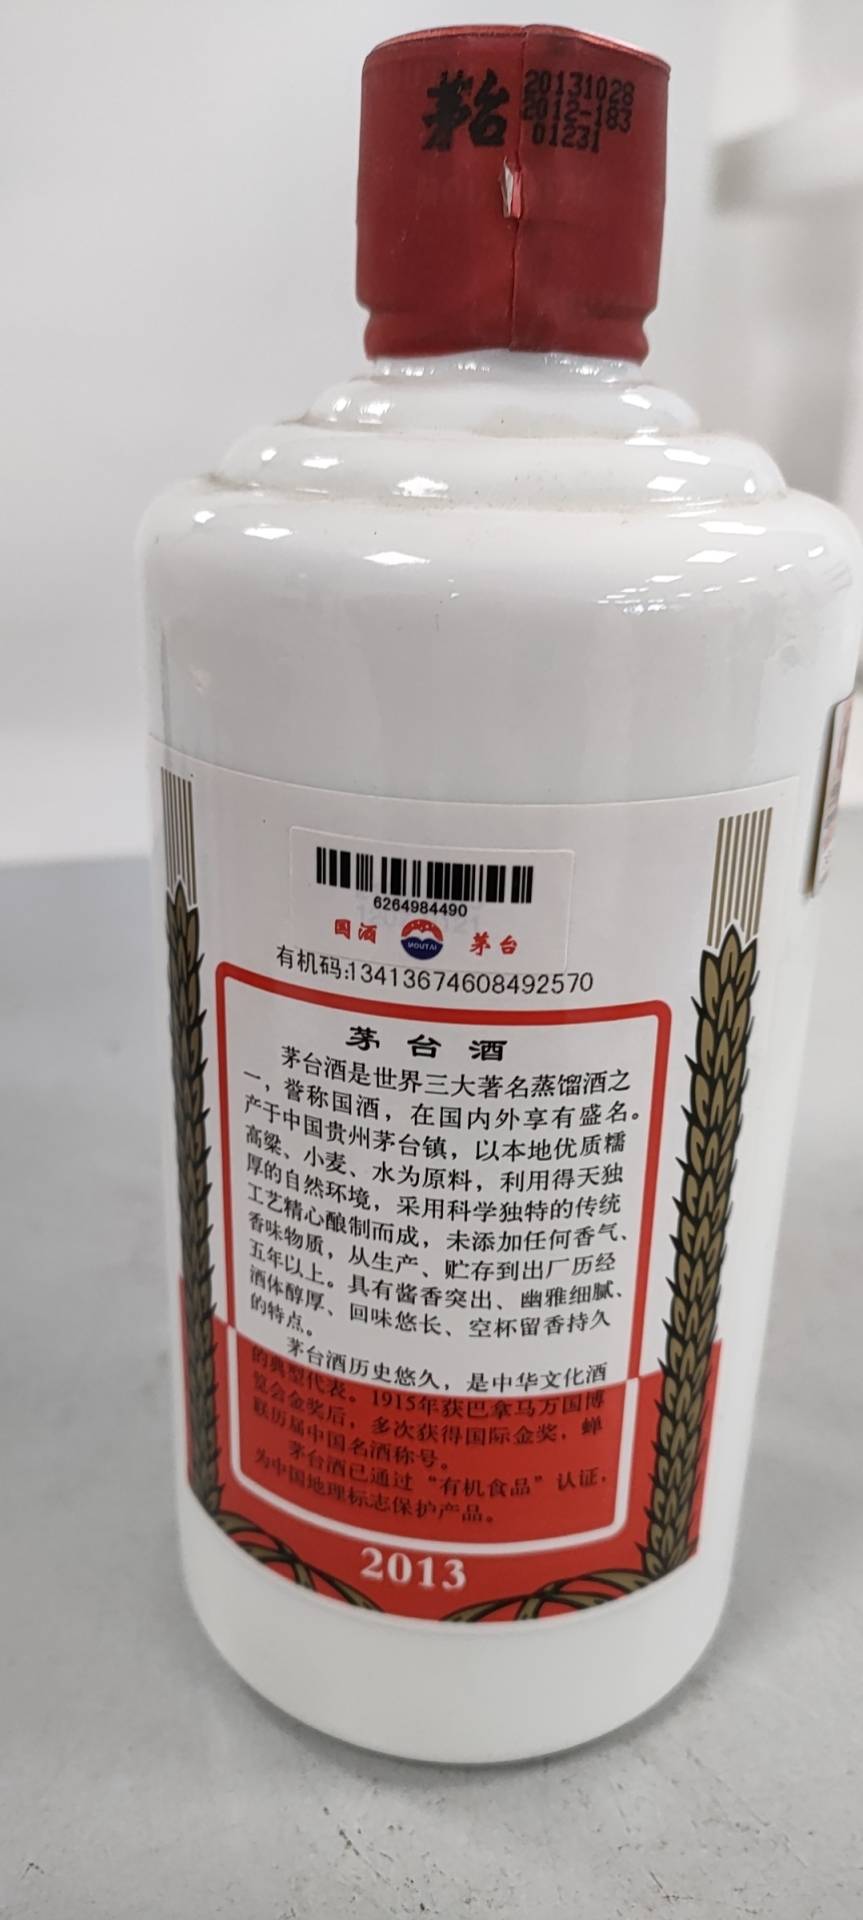 茅台
20131028
2012-183
01231
6264984490
国酒 MOUTAI 茅台
有机码:13413674608492570
茅台酒
茅台酒是世界三大著名蒸馏酒之
一，誉称国酒，在国内外享有盛名。
产于中国贵州茅台镇，以本地优质糯
高粱、小麦、水为原料，利用得天独
厚的自然环境，采用科学独特的传统
工艺精心酿制而成，未添加任何香气、
香味物质，从生产、贮存到出厂历经
五年以上。具有酱香突出、幽雅细腻、
酒体醇厚、回味悠长、空杯留香持久
的特点。
茅台酒历史悠久，是中华文化酒
的典型代表。1915年获巴拿马万国博
览会金奖后，多次获得国际金奖，蝉
联历届中国名酒称号。
茅台酒已通过“有机食品”认证，
为中国地理标志保护产品。
2013